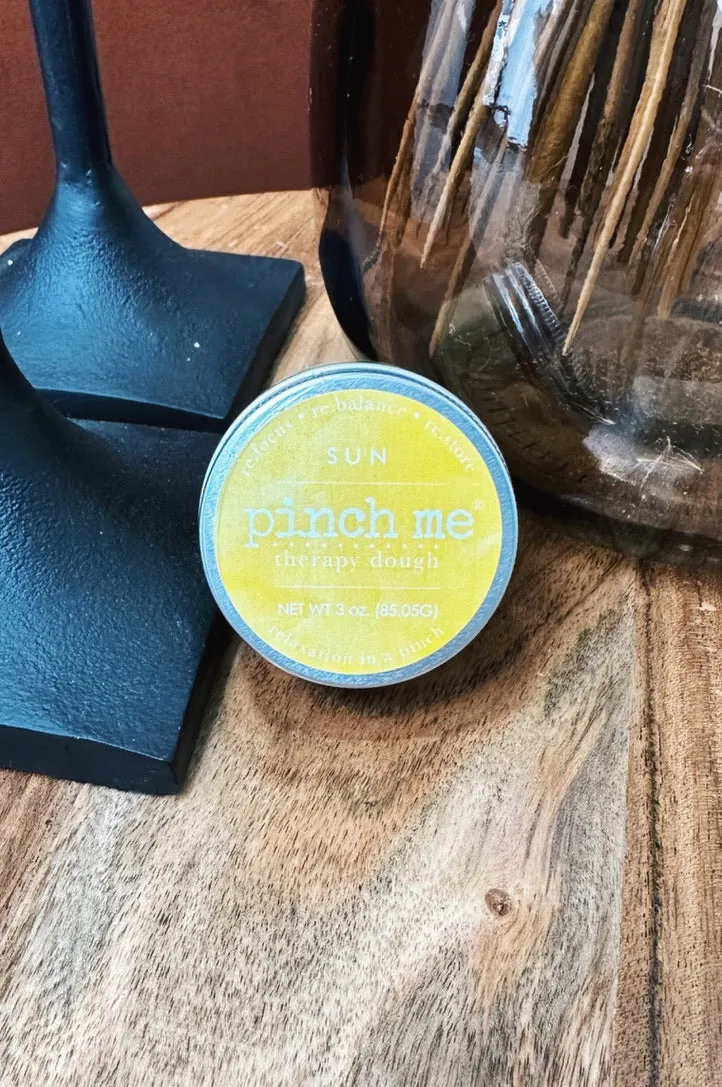 re.focus • re.balance • re.store
SUN
pinch me®
therapy dough
NET WT 3 oz. (85.05G)
relaxation in a pinch